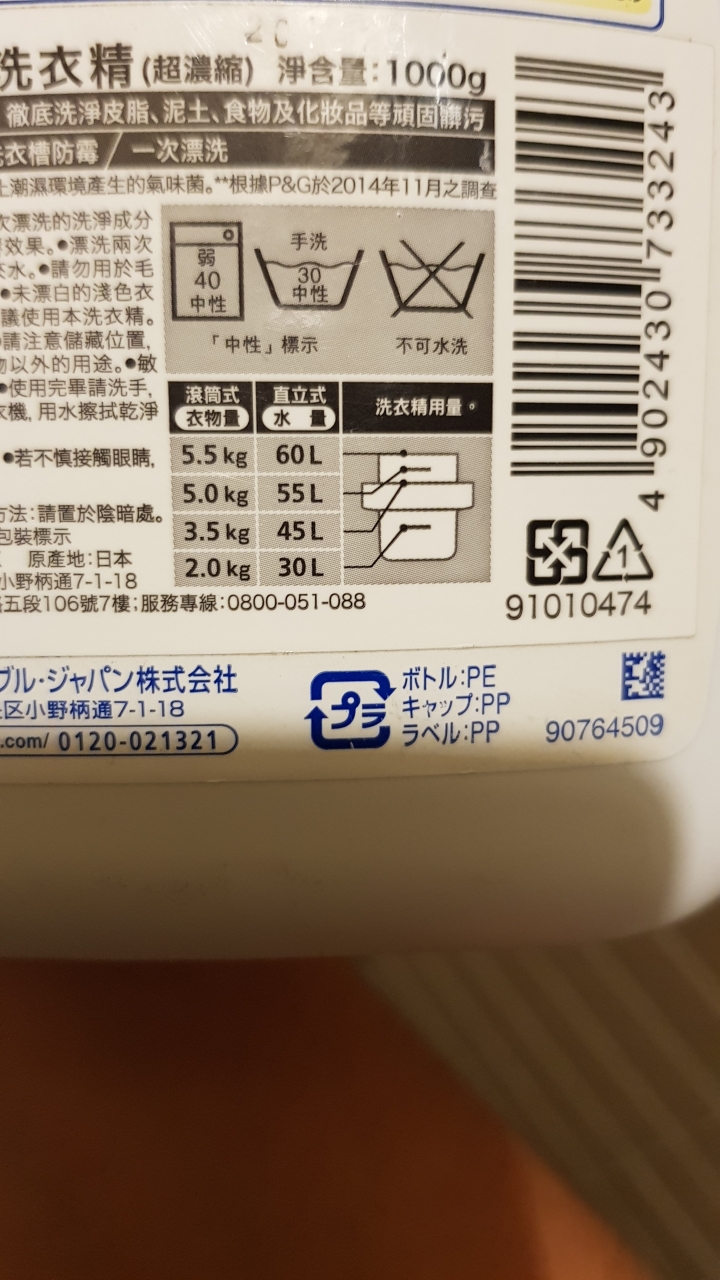 洗衣精(超濃縮) 淨含量:1000g
徹底洗淨皮脂、泥土、食物及化妝品等頑固髒污
衣槽防霉/一次漂洗
潮濕環境產生的氣味菌。**根據P&G於2014年11月之調查
次漂洗的洗淨成分
效果。●漂洗兩次
水。●請勿用於毛
●未漂白的淺色衣
議使用本洗衣精。
請注意儲藏位置,
以外的用途。●敏
●使用完畢請洗手,
衣機,用水擦拭乾淨
●若不慎接觸眼睛,
方法:請置於陰暗處。
包裝標示
原產地:日本
小野柄通7-1-18
五段106號7樓;服務專線:0800-051-088
弱
40
中性
手洗
30
中性
「中性」標示
不可水洗
滾筒式 衣物量 直立式 水 量 洗衣精用量。
5.5 kg 60 L
5.0 kg 55 L
3.5 kg 45 L
2.0 kg 30 L
4 902430 733243
1
91010474
ブル・ジャパン株式会社
区小野柄通7-1-18
.com/ 0120-021321
プラ
ボトル:PE
キャップ:PP
ラベル:PP
90764509